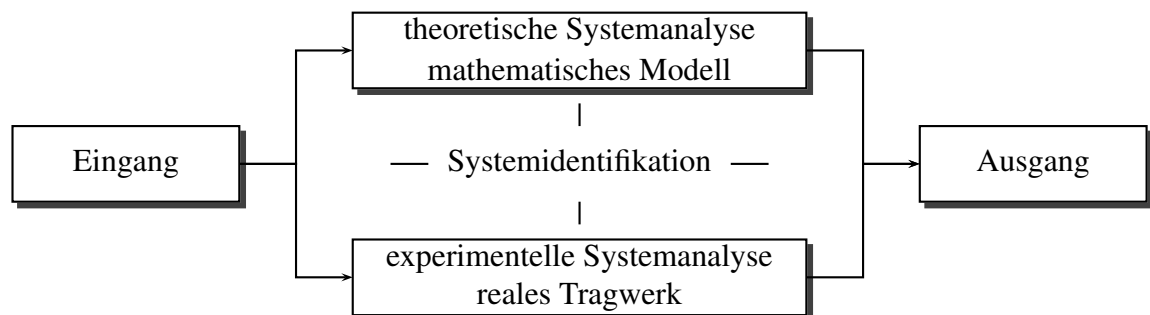 theoretische Systemanalyse
mathematisches Modell
Eingang
Systemidentifikation
Ausgang
experimentelle Systemanalyse
reales Tragwerk